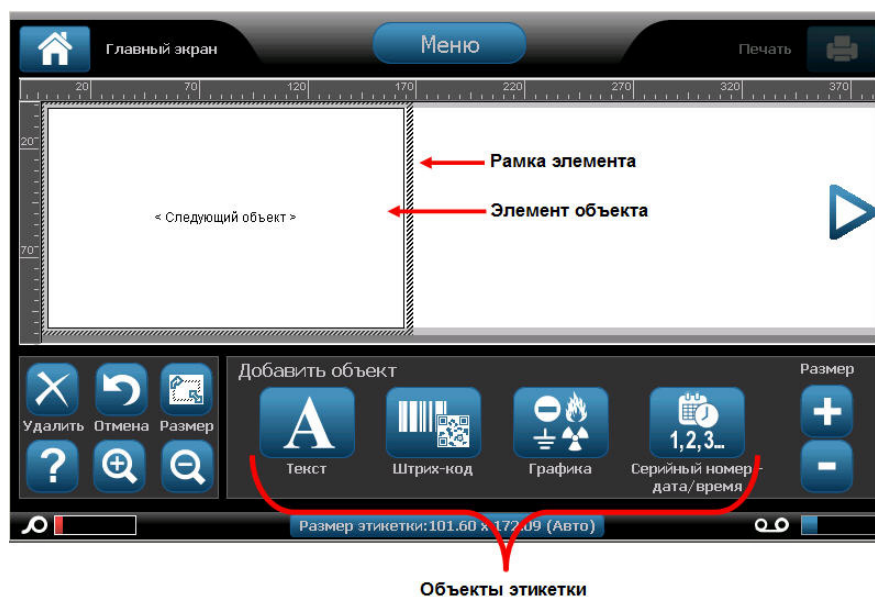 Главный экран
Меню
Печать
20 70 120 170 220 270 320 370
20
70
< Следующий объект >
Рамка элемента
Элемент объекта
Добавить объект
Размер
Удалить Отмена Размер
A
1,2,3...
?
Текст
Штрих-код
Графика
Серийный номер -
дата/время
+
-
Размер этикетки:101.60 x 172.09 (Авто)
Объекты этикетки